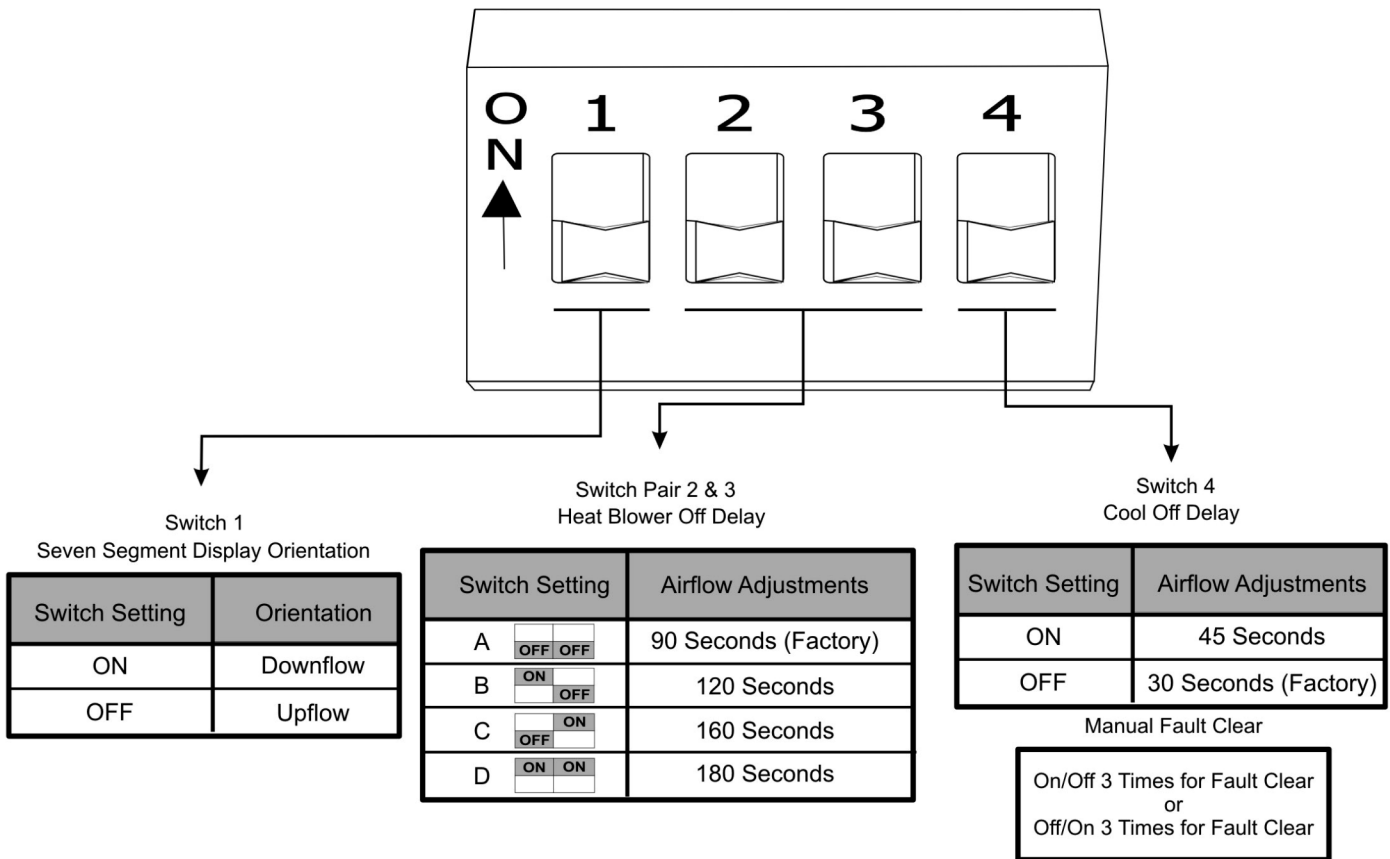 ON 1 2 3 4
Switch 1
Seven Segment Display Orientation
Switch Setting Orientation
ON Downflow
OFF Upflow
Switch Pair 2 & 3
Heat Blower Off Delay
Switch Setting Airflow Adjustments
A OFF OFF 90 Seconds (Factory)
B ON OFF 120 Seconds
C OFF ON 160 Seconds
D ON ON 180 Seconds
Switch 4
Cool Off Delay
Switch Setting Airflow Adjustments
ON 45 Seconds
OFF 30 Seconds (Factory)
Manual Fault Clear
On/Off 3 Times for Fault Clear
or
Off/On 3 Times for Fault Clear